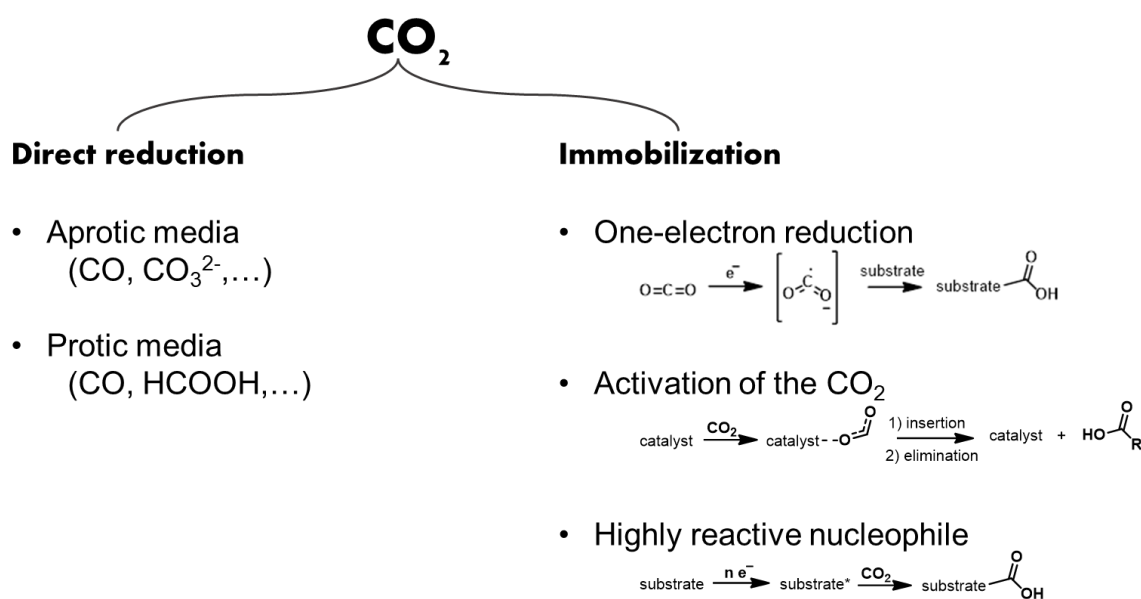 CO₂
Direct reduction
• Aprotic media
(CO, CO₃²⁻,…)
• Protic media
(CO, HCOOH,…)
Immobilization
• One-electron reduction
O=C=O e⁻ O C O substrate substrate O OH
• Activation of the CO₂
catalyst CO₂ catalyst--O O 1) insertion 2) elimination catalyst + HO O R
• Highly reactive nucleophile
substrate n e⁻ substrate* CO₂ substrate O OH